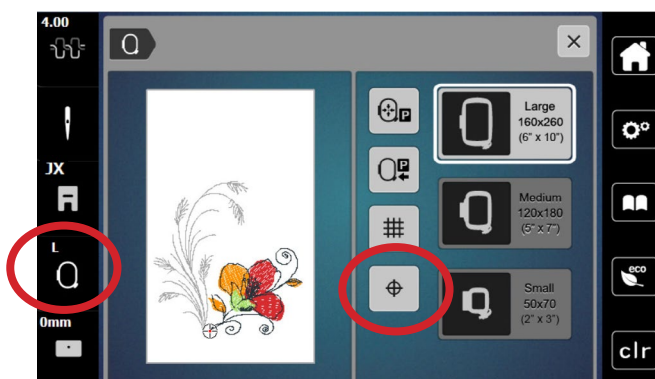 4.00
JX
L
0mm
P
P
Large
160x260
(6" x 10")
Medium
120x180
(5" x 7")
Small
50x70
(2" x 3")
eco
clr